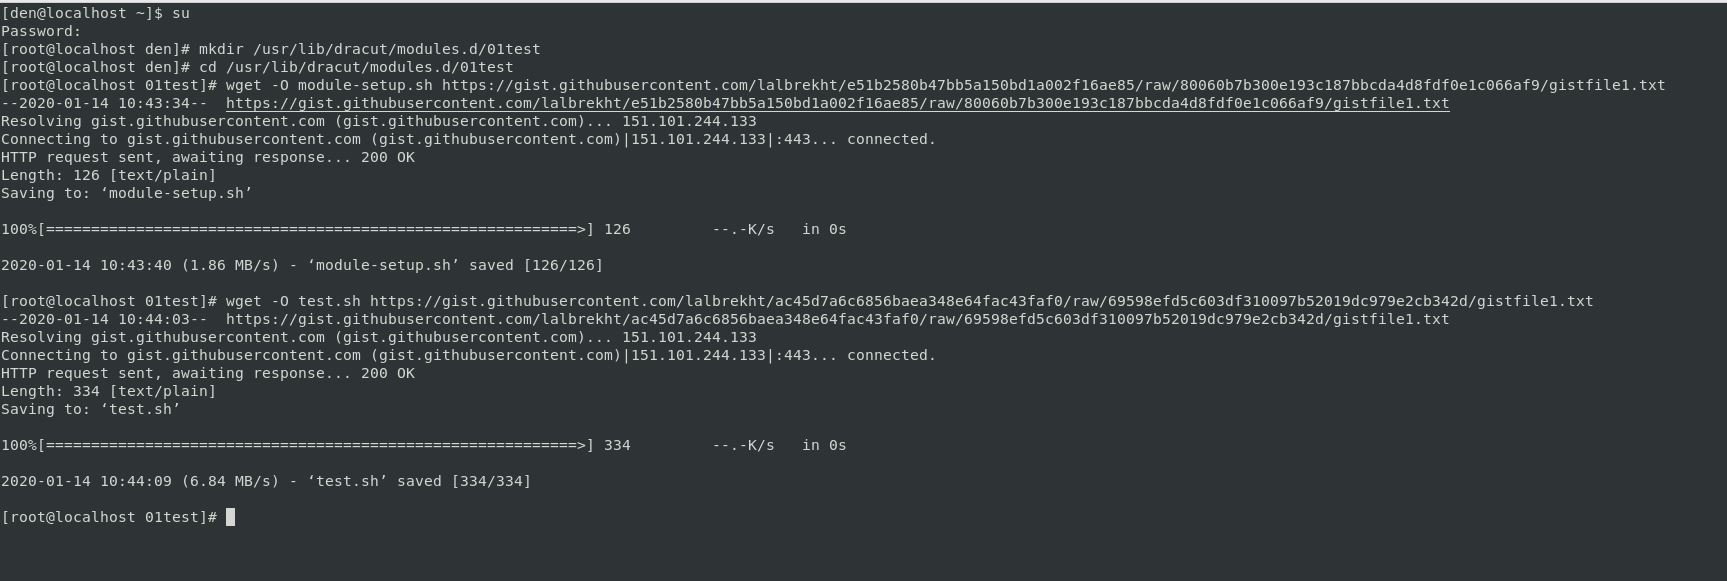 [den@localhost ~]$ su
Password:
[root@localhost den]# mkdir /usr/lib/dracut/modules.d/01test
[root@localhost den]# cd /usr/lib/dracut/modules.d/01test
[root@localhost 01test]# wget -O module-setup.sh https://gist.githubusercontent.com/lalbrekht/e51b2580b47bb5a150bd1a002f16ae85/raw/80060b7b300e193c187bbcda4d8fdf0e1c066af9/gistfile1.txt
--2020-01-14 10:43:34--  https://gist.githubusercontent.com/lalbrekht/e51b2580b47bb5a150bd1a002f16ae85/raw/80060b7b300e193c187bbcda4d8fdf0e1c066af9/gistfile1.txt
Resolving gist.githubusercontent.com (gist.githubusercontent.com)... 151.101.244.133
Connecting to gist.githubusercontent.com (gist.githubusercontent.com)|151.101.244.133|:443... connected.
HTTP request sent, awaiting response... 200 OK
Length: 126 [text/plain]
Saving to: ‘module-setup.sh’
100%[===========================================================>] 126         --.-K/s   in 0s
2020-01-14 10:43:40 (1.86 MB/s) - ‘module-setup.sh’ saved [126/126]
[root@localhost 01test]# wget -O test.sh https://gist.githubusercontent.com/lalbrekht/ac45d7a6c6856baea348e64fac43faf0/raw/69598efd5c603df310097b52019dc979e2cb342d/gistfile1.txt
--2020-01-14 10:44:03--  https://gist.githubusercontent.com/lalbrekht/ac45d7a6c6856baea348e64fac43faf0/raw/69598efd5c603df310097b52019dc979e2cb342d/gistfile1.txt
Resolving gist.githubusercontent.com (gist.githubusercontent.com)... 151.101.244.133
Connecting to gist.githubusercontent.com (gist.githubusercontent.com)|151.101.244.133|:443... connected.
HTTP request sent, awaiting response... 200 OK
Length: 334 [text/plain]
Saving to: ‘test.sh’
100%[===========================================================>] 334         --.-K/s   in 0s
2020-01-14 10:44:09 (6.84 MB/s) - ‘test.sh’ saved [334/334]
[root@localhost 01test]#